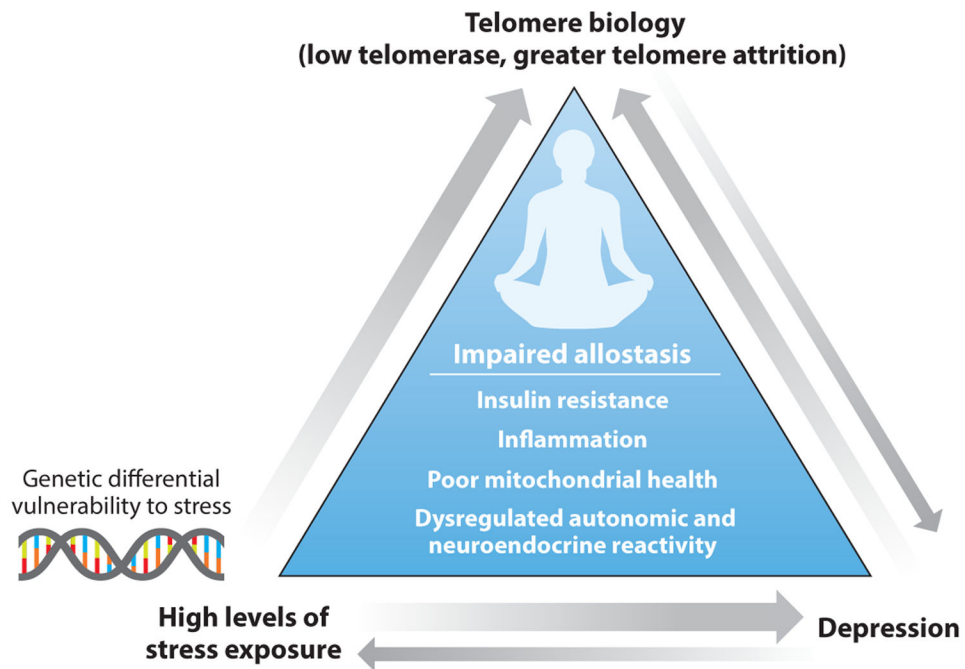 Telomere biology
(low telomerase, greater telomere attrition)
Impaired allostasis
Insulin resistance
Inflammation
Poor mitochondrial health
Dysregulated autonomic and
neuroendocrine reactivity
Genetic differential
vulnerability to stress
High levels of
stress exposure
Depression